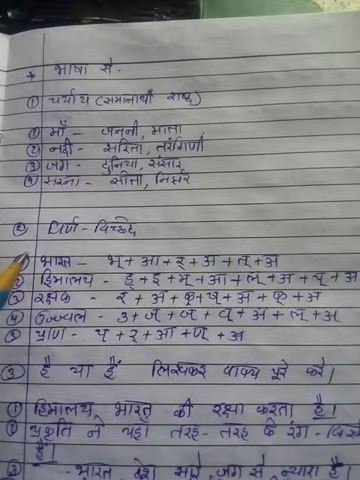 * भाषा से -
① पर्याय (समानार्थी शब्द)
① माँ - जननी, माता
② नदी - सरिता, तरंगिणी
③ जग - दुनिया, संसार
④ झरना - सोता, निर्झर
② वर्ण - विच्छेद
① भारत - भ् + आ + र् + अ + त् + अ
② हिमालय - ह् + इ + म् + आ + ल् + अ + य् + अ
③ रक्षक - र् + अ + क् + ष् + अ + क् + अ
④ उज्ज्वल - उ + ज् + ज् + व् + अ + ल् + अ
⑤ प्राण - प् + र् + आ + ण् + अ
③ है या हैं लिखकर वाक्य पूरे करें।
① हिमालय भारत की रक्षा करता है।
② प्रकृति ने यहाँ तरह - तरह के रंग -
हैं।
③ भारत देश सारे जग से न्यारा है।